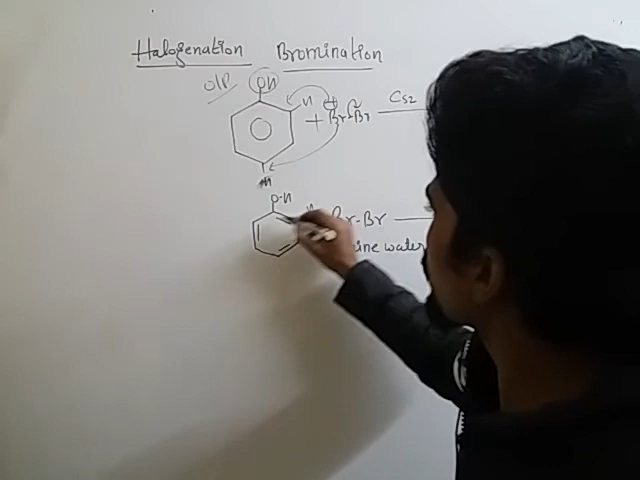 Halogenation Bromination
O/P
OH
H + Br Br CS2
H
O-H
H Br-Br
ine water